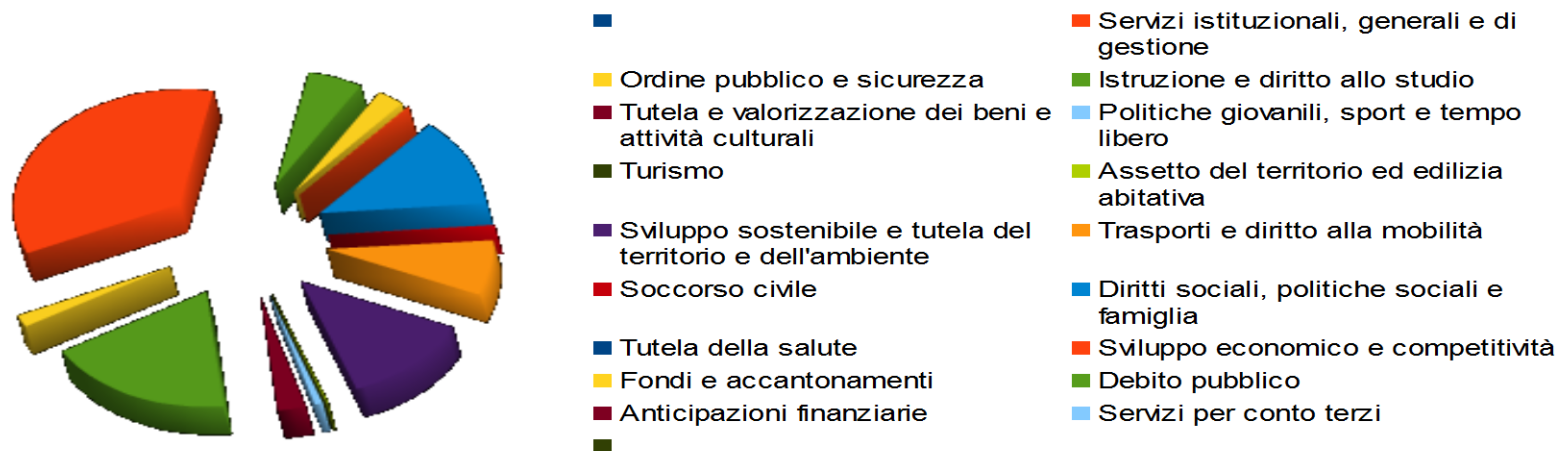 Servizi istituzionali, generali e di
gestione
Ordine pubblico e sicurezza
Istruzione e diritto allo studio
Tutela e valorizzazione dei beni e
attività culturali
Politiche giovanili, sport e tempo
libero
Turismo
Assetto del territorio ed edilizia
abitativa
Sviluppo sostenibile e tutela del
territorio e dell'ambiente
Trasporti e diritto alla mobilità
Soccorso civile
Diritti sociali, politiche sociali e
famiglia
Tutela della salute
Sviluppo economico e competitività
Fondi e accantonamenti
Debito pubblico
Anticipazioni finanziarie
Servizi per conto terzi